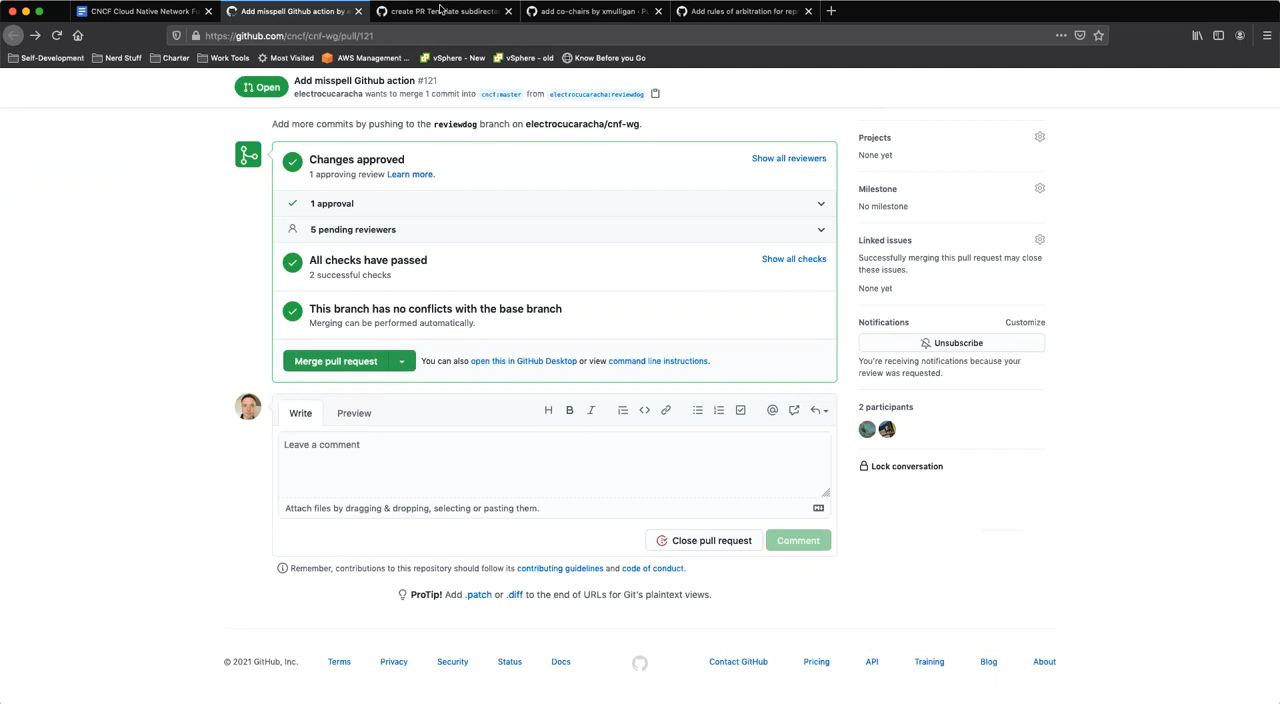 CNCF Cloud Native Network Fu
Add misspell Github action by
create PR Template subdirecto
add co-chairs by xmulligan · Pu
Add rules of arbitration for rep
https://github.com/cncf/cnf-wg/pull/121
Self-Development
Nerd Stuff
Charter
Work Tools
Most Visited
AWS Management ...
vSphere - New
vSphere - old
Know Before you Go
Open
Add misspell Github action #121
electrocucaracha wants to merge 1 commit into cncf:master from electrocucaracha:reviewdog
Add more commits by pushing to the reviewdog branch on electrocucaracha/cnf-wg.
Changes approved
Show all reviewers
1 approving review Learn more.
1 approval
5 pending reviewers
All checks have passed
Show all checks
2 successful checks
This branch has no conflicts with the base branch
Merging can be performed automatically.
Merge pull request
You can also open this in GitHub Desktop or view command line instructions.
Write
Preview
Leave a comment
Attach files by dragging & dropping, selecting or pasting them.
Close pull request
Comment
Remember, contributions to this repository should follow its contributing guidelines and code of conduct.
ProTip! Add .patch or .diff to the end of URLs for Git's plaintext views.
Projects
None yet
Milestone
No milestone
Linked issues
Successfully merging this pull request may close
these issues.
None yet
Notifications
Customize
Unsubscribe
You're receiving notifications because your
review was requested.
2 participants
Lock conversation
© 2021 GitHub, Inc.
Terms
Privacy
Security
Status
Docs
Contact GitHub
Pricing
API
Training
Blog
About